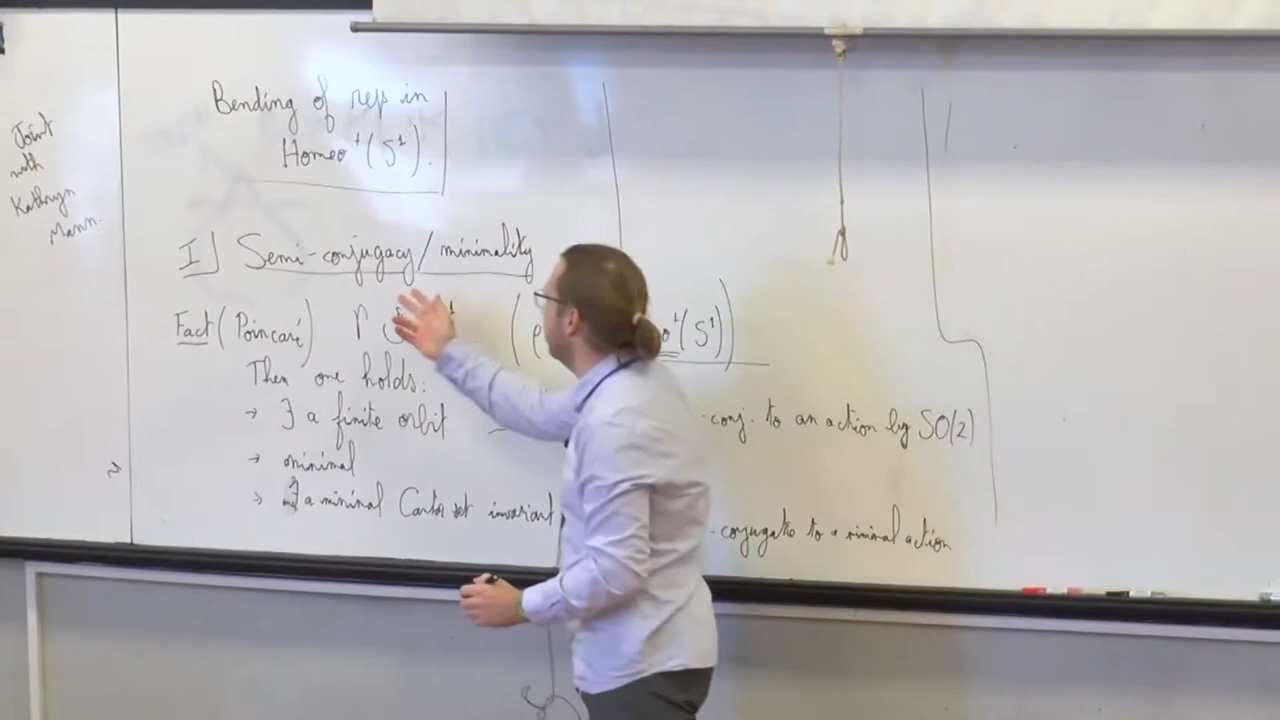 Joint
with
Kathryn
Mann.
Bending of reps in
Homeo⁺(S¹).
I] Semi-conjugacy/minimality
Fact (Poincaré) Γ (ρ (S¹))
Then one holds:
→ ∃ a finite orbit -conj. to an action by SO(2)
→ minimal
→ ∃ a minimal Cantor set invariant -conjugate to a minimal action